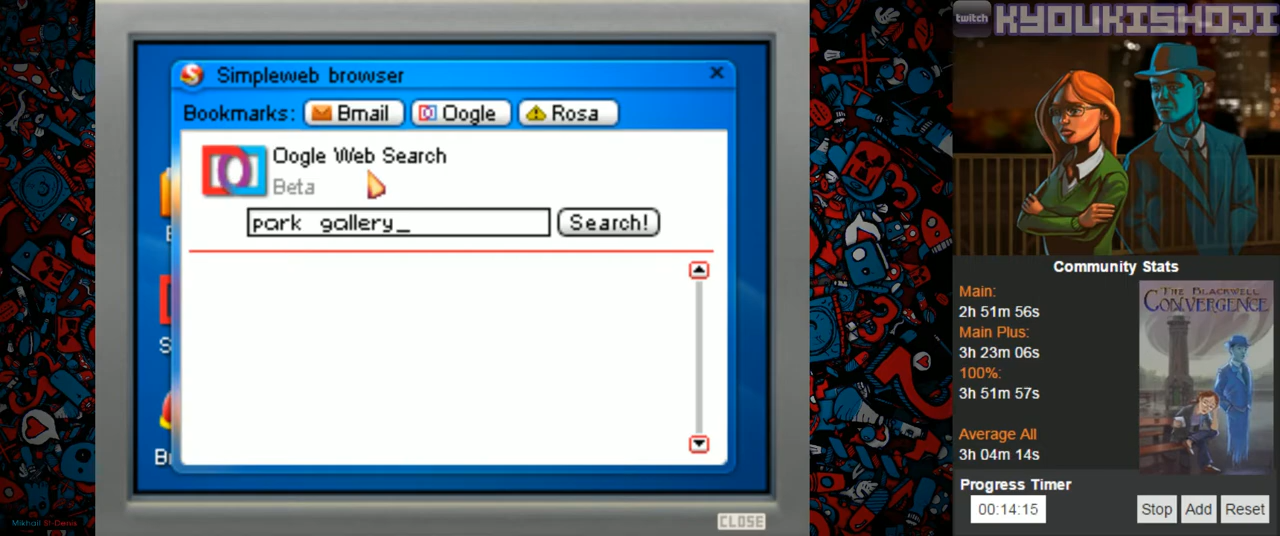 Simpleweb browser
Bookmarks: Bmail Oogle Rosa
Oogle Web Search
Beta
park gallery_
Search!
CLOSE
Mikhail St-Denis
twitch KYOUKISHOJI
Community Stats
Main:
2h 51m 56s
Main Plus:
3h 23m 06s
100%:
3h 51m 57s
Average All
3h 04m 14s
THE BLACKWELL
CONVERGENCE
Progress Timer
00:14:15 Stop Add Reset